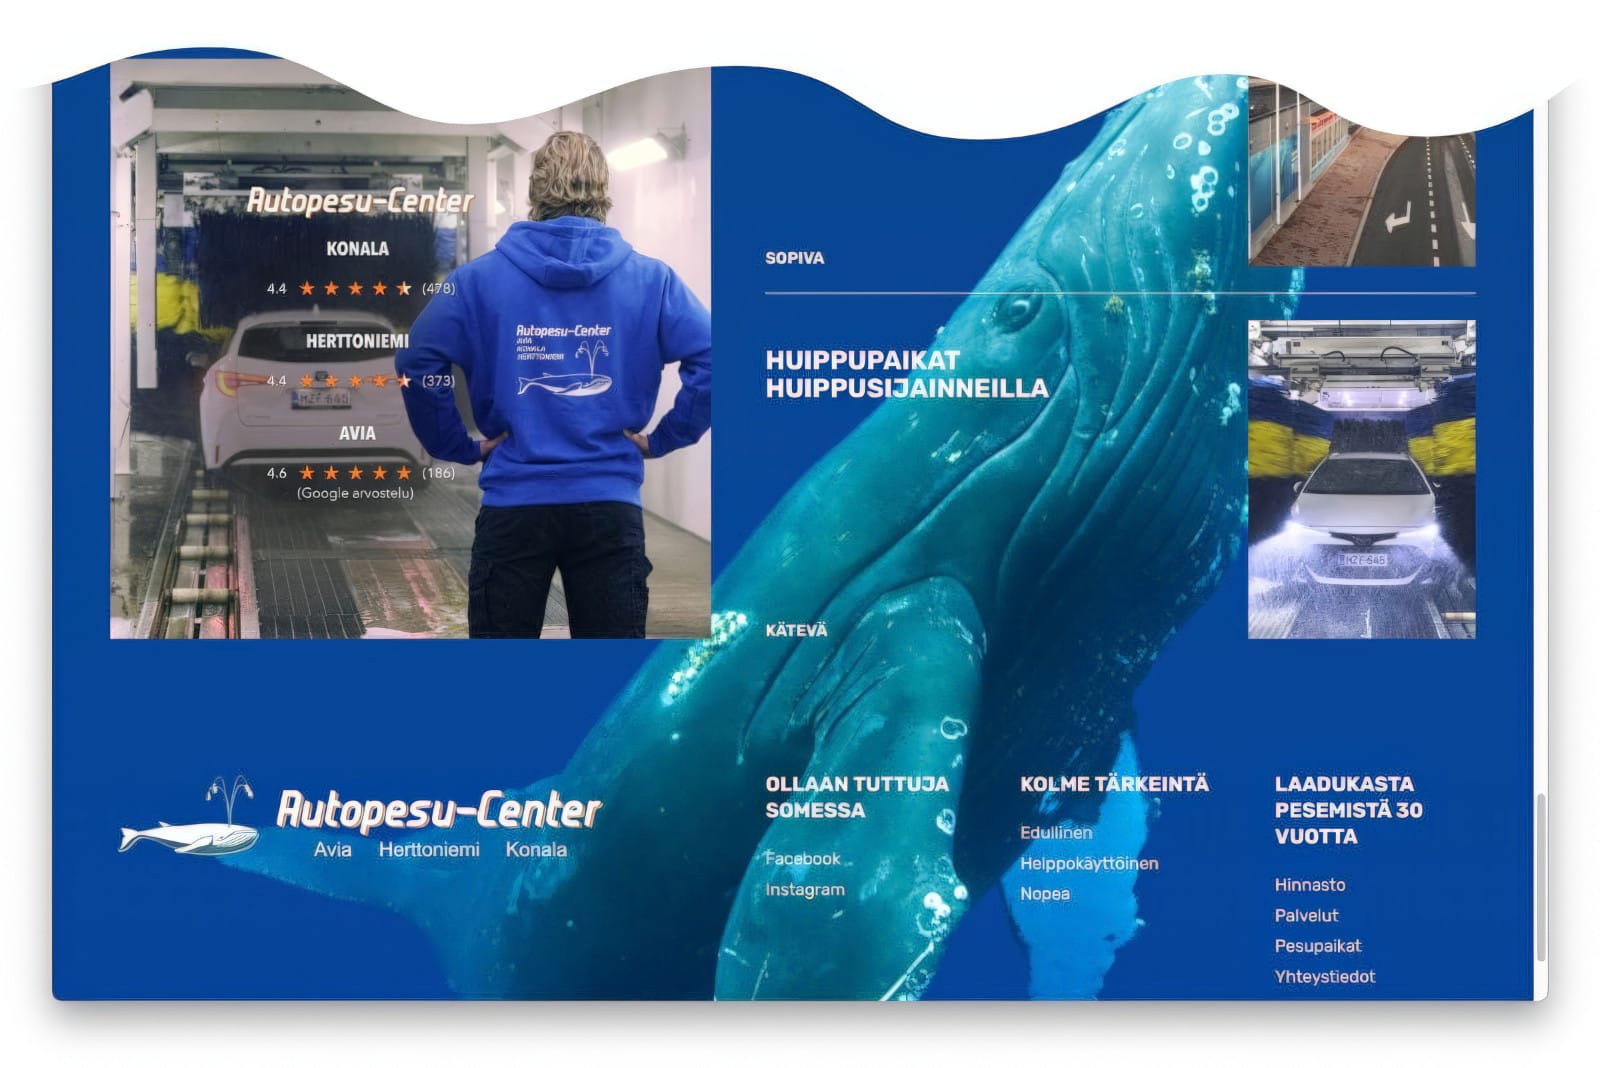 Autopesu-Center
KONALA
4.4 (478)
HERTTONIEMI
4.4 (373)
AVIA
4.6 (186)
(Google arvostelu)
Autopesu-Center
AVIA
KONALA
HERTTONIEMI
SOPIVA
HUIPPUPAIKAT
HUIPPUSIJAINNEILLA
KÄTEVÄ
Autopesu-Center
Avia Herttoniemi Konala
OLLAAN TUTTUJA
SOMESSA
Facebook
Instagram
KOLME TÄRKEINTÄ
Edullinen
Helppokäyttöinen
Nopea
LAADUKASTA
PESEMISTÄ 30
VUOTTA
Hinnasto
Palvelut
Pesupaikat
Yhteystiedot